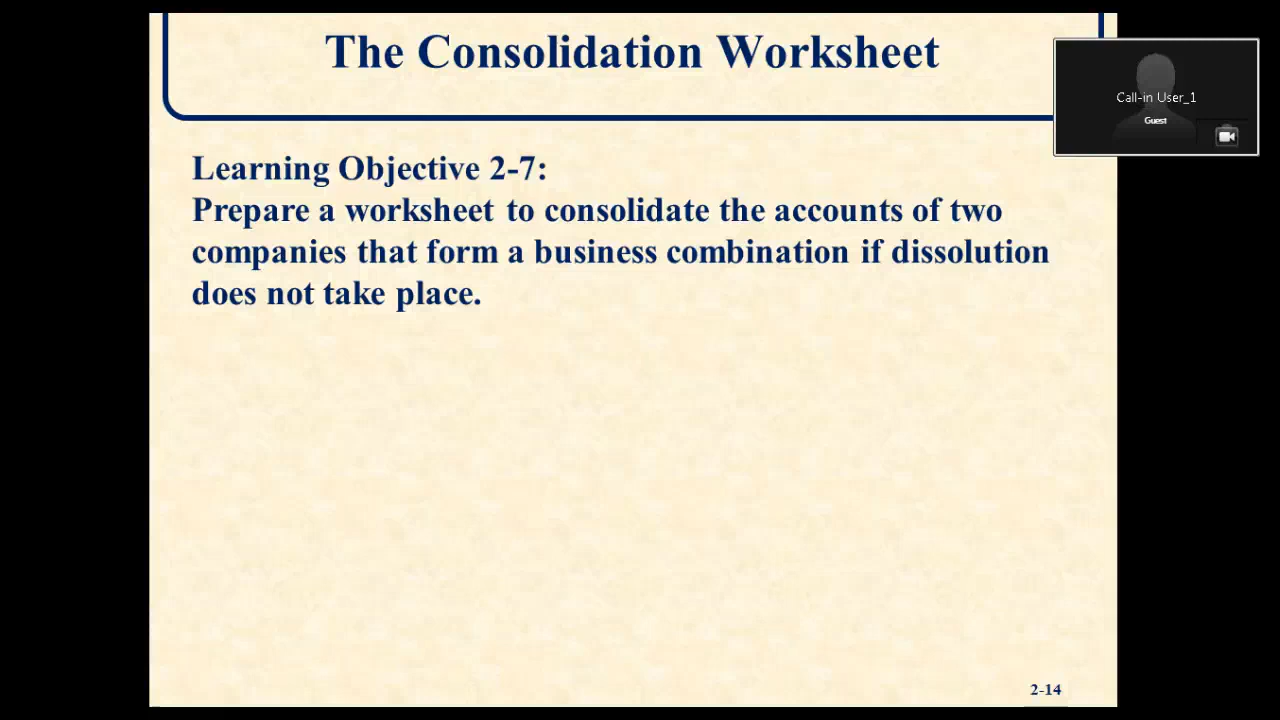 The Consolidation Worksheet
Call-in User_1
Guest
Learning Objective 2-7:
Prepare a worksheet to consolidate the accounts of two
companies that form a business combination if dissolution
does not take place.
2-14